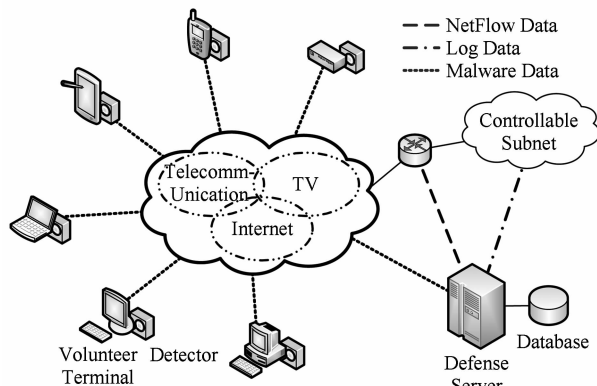 NetFlow Data
Log Data
Malware Data
Controllable
Subnet
Telecomm-
Unication
TV
Internet
Volunteer
Terminal
Detector
Defense
Server
Database